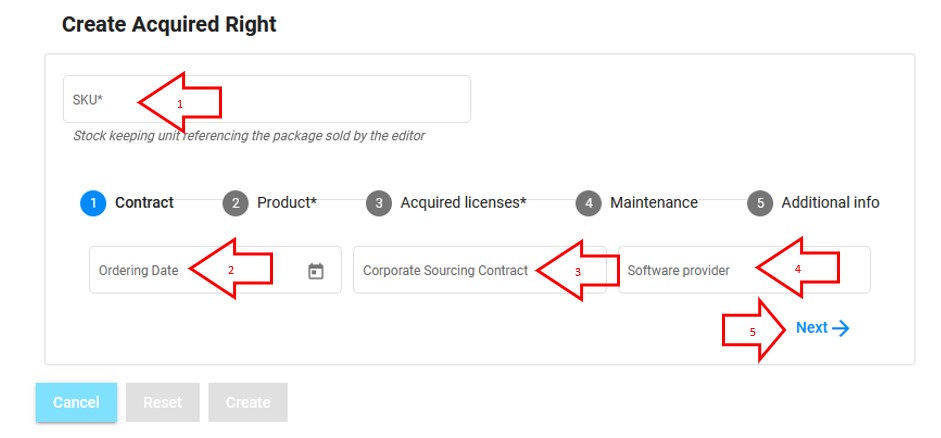 Create Acquired Right
SKU*
1
Stock keeping unit referencing the package sold by the editor
1 Contract 2 Product* 3 Acquired licenses* 4 Maintenance 5 Additional info
Ordering Date 2 Corporate Sourcing Contract 3 Software provider 4
5 Next
Cancel Reset Create